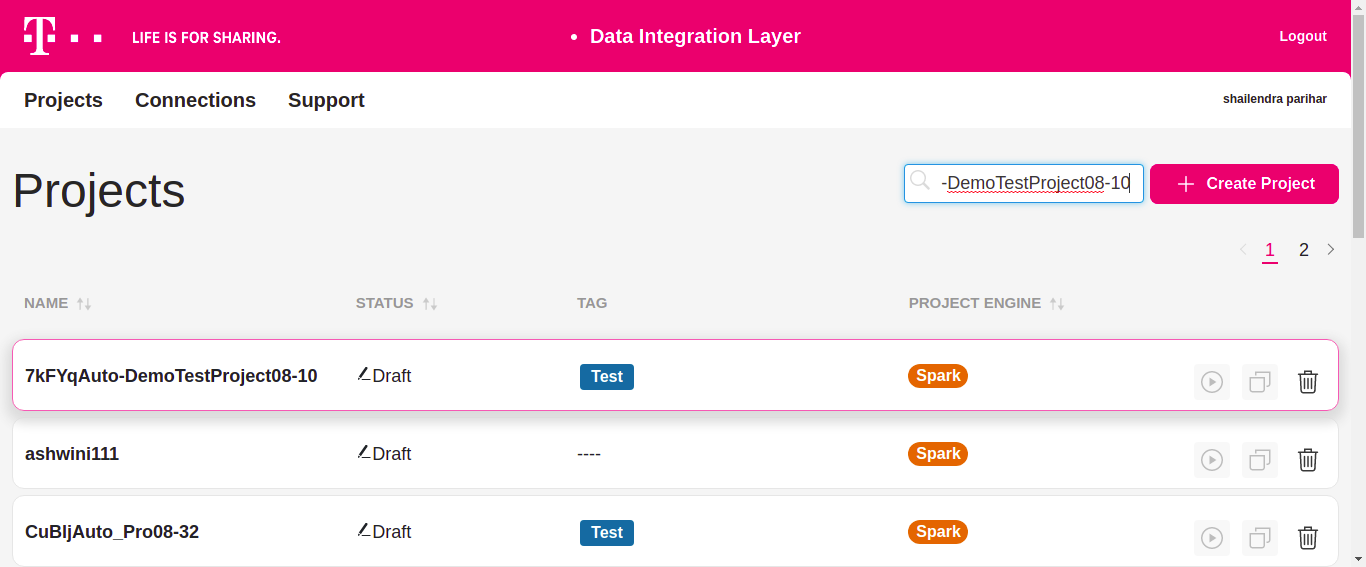 T LIFE IS FOR SHARING. • Data Integration Layer Logout
Projects Connections Support shailendra parihar
Projects -DemoTestProject08-10 Create Project
1 2
NAME STATUS TAG PROJECT ENGINE
7kFYqAuto-DemoTestProject08-10 Draft Test Spark
ashwini111 Draft ---- Spark
CuBIjAuto_Pro08-32 Draft Test Spark